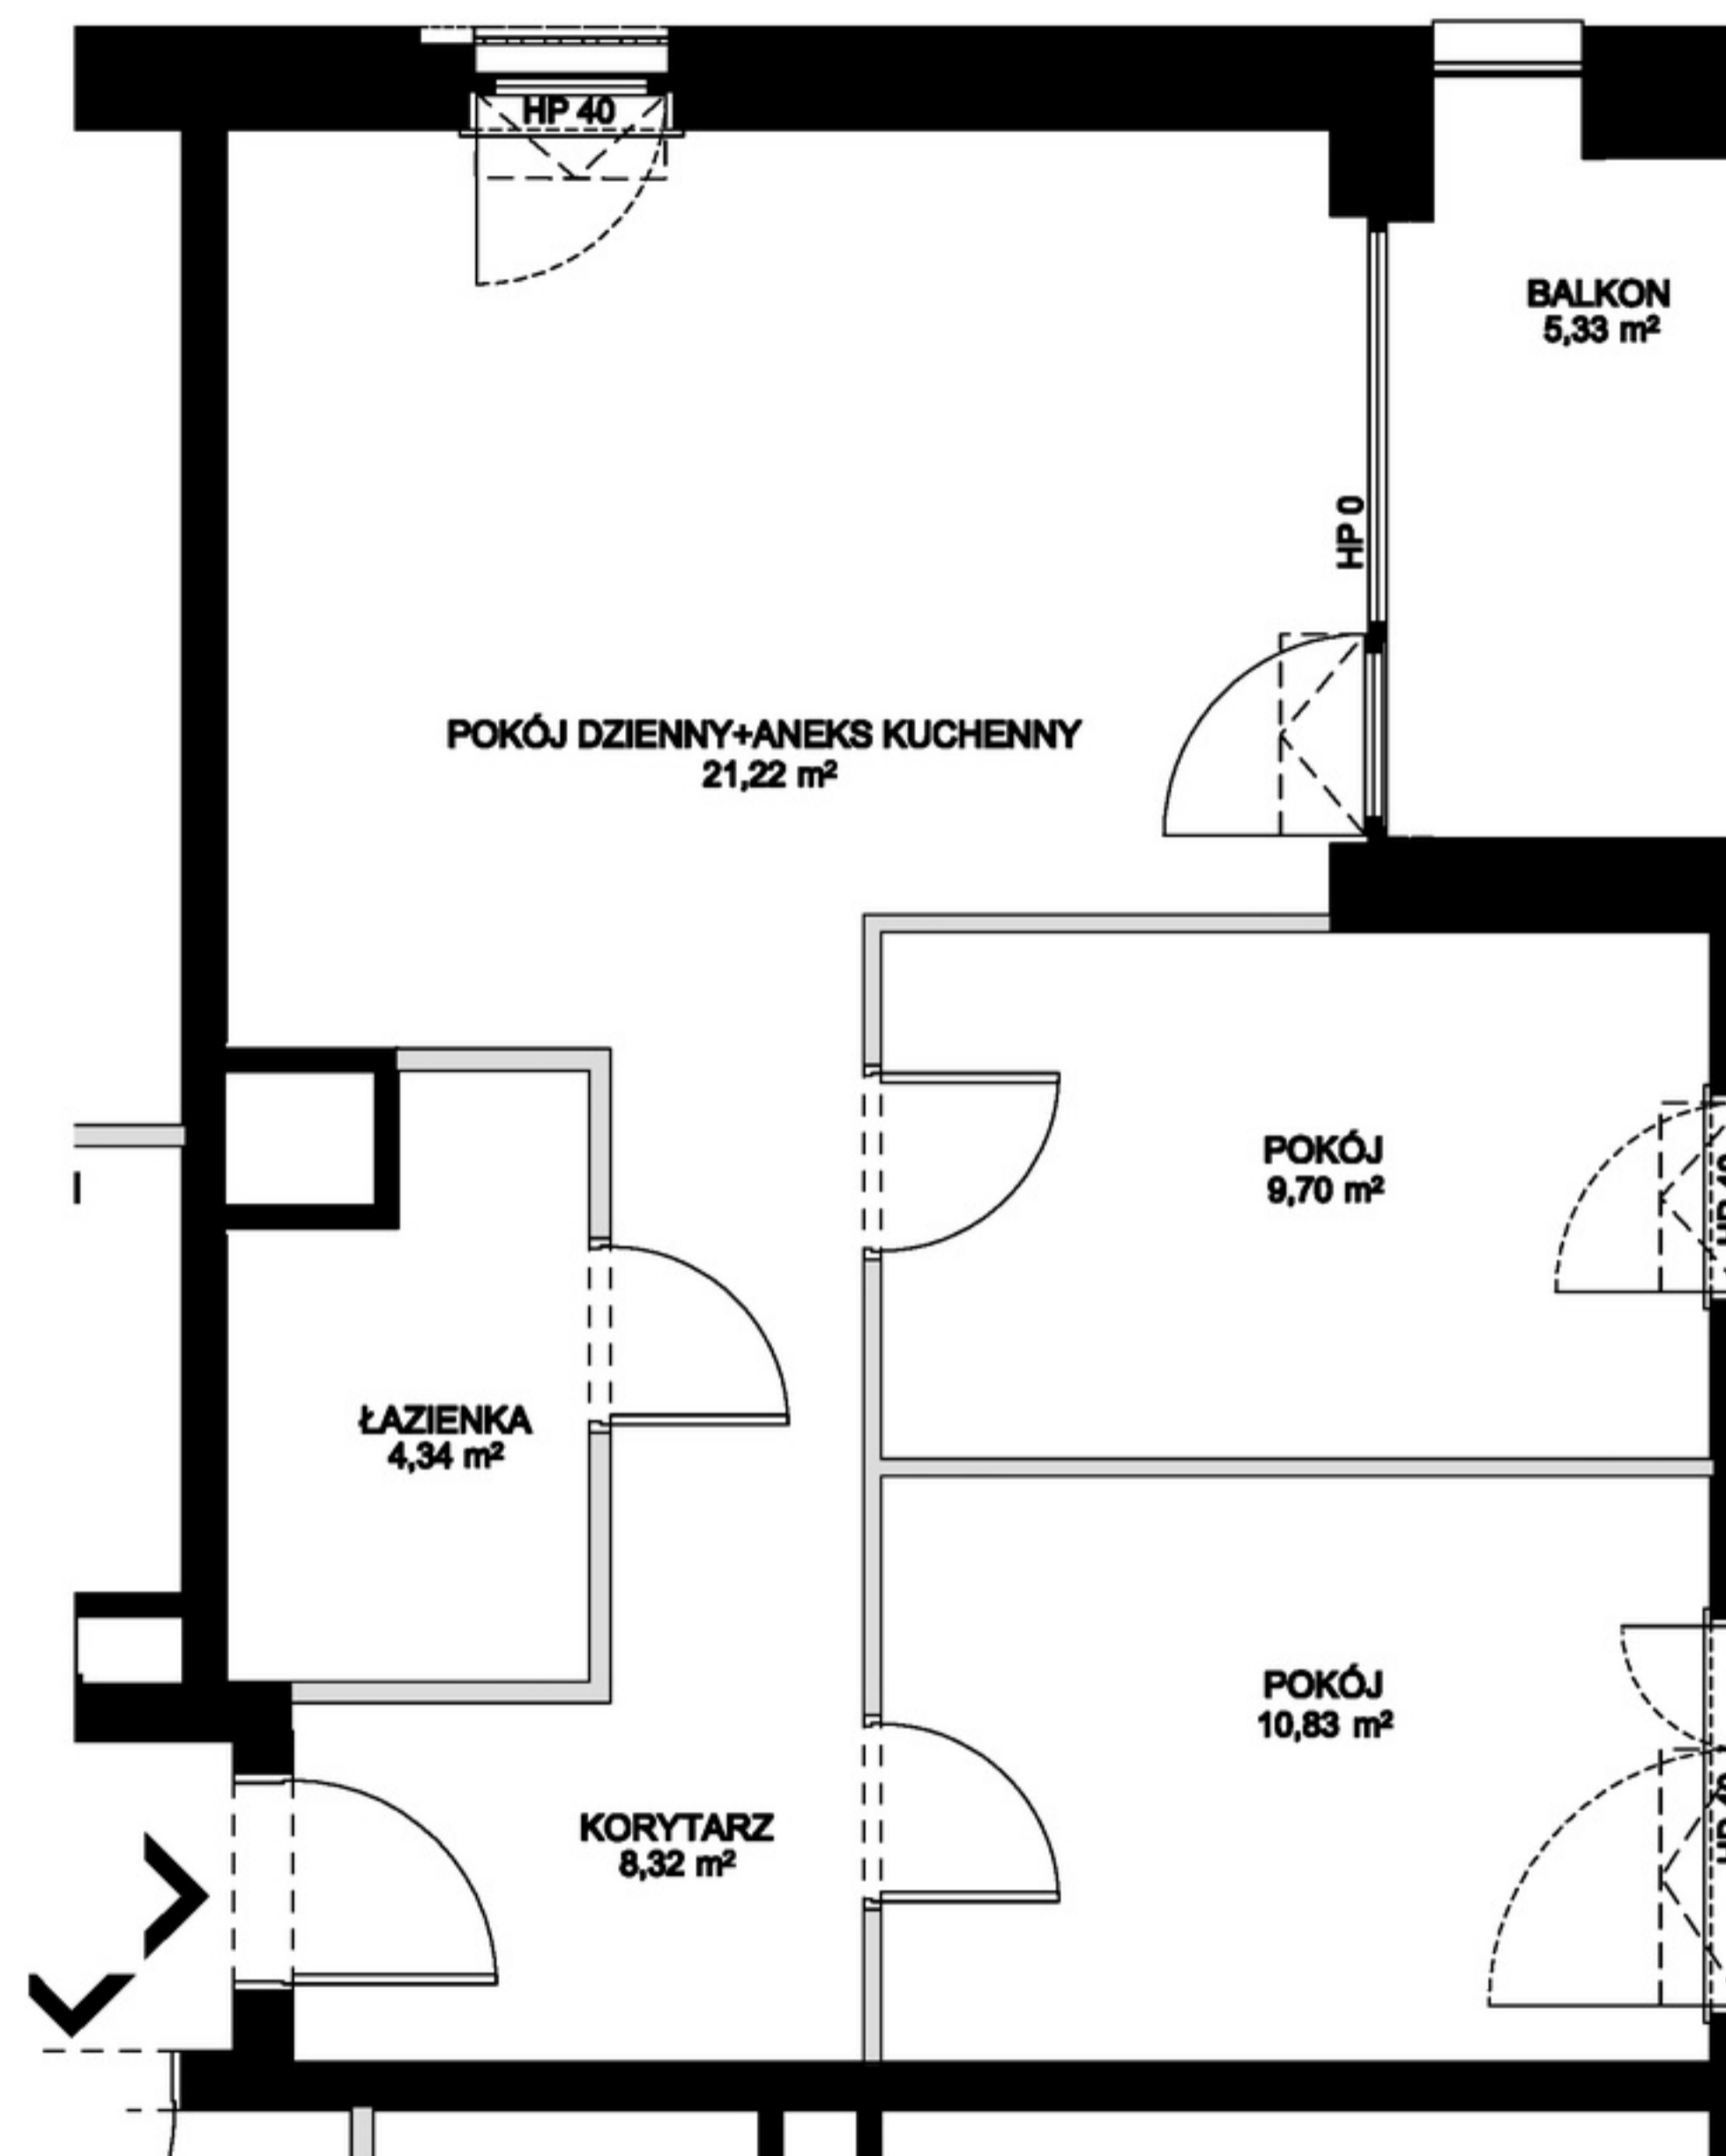 HP 40
BALKON
5,33 m²
HP 0
POKÓJ DZIENNY+ANEKS KUCHENNY
21,22 m²
POKÓJ
9,70 m²
ŁAZIENKA
4,34 m²
POKÓJ
10,83 m²
KORYTARZ
8,32 m²